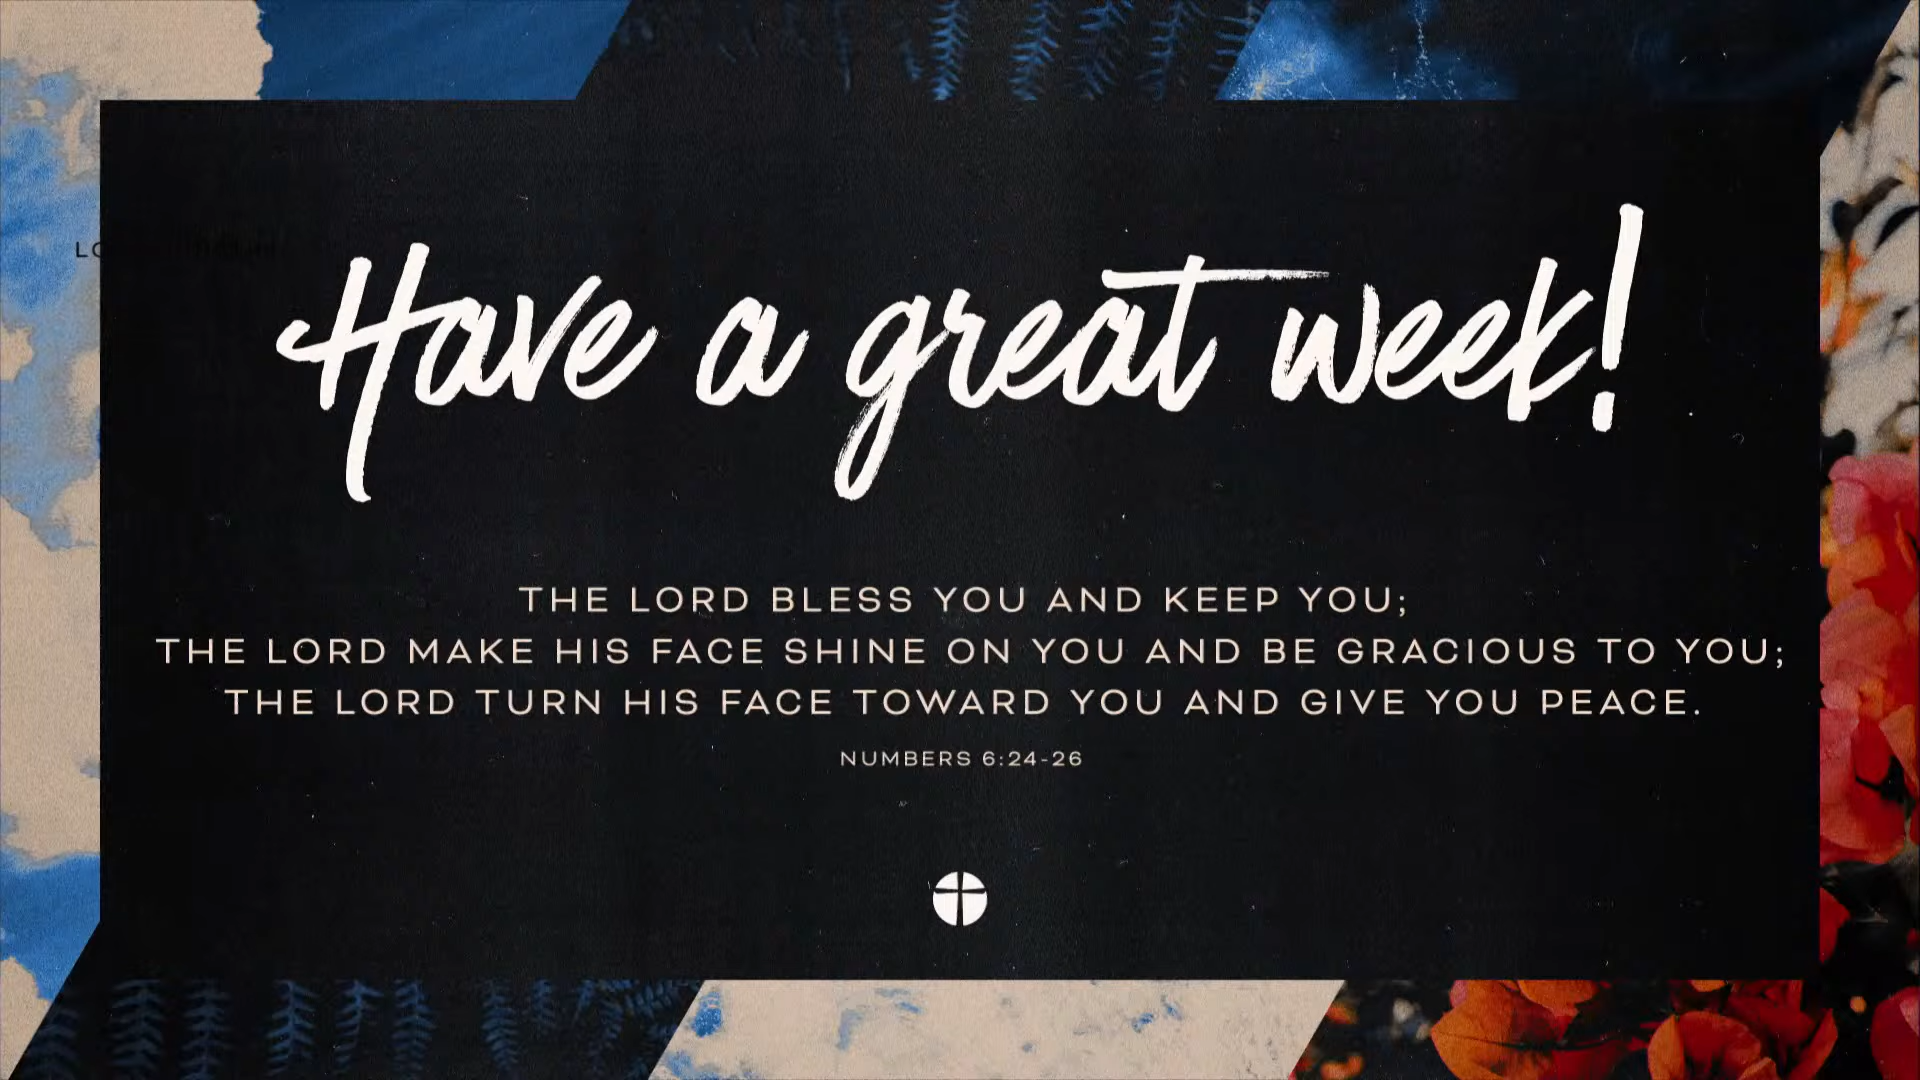 Have a great week!
THE LORD BLESS YOU AND KEEP YOU;
THE LORD MAKE HIS FACE SHINE ON YOU AND BE GRACIOUS TO YOU;
THE LORD TURN HIS FACE TOWARD YOU AND GIVE YOU PEACE.
NUMBERS 6:24-26